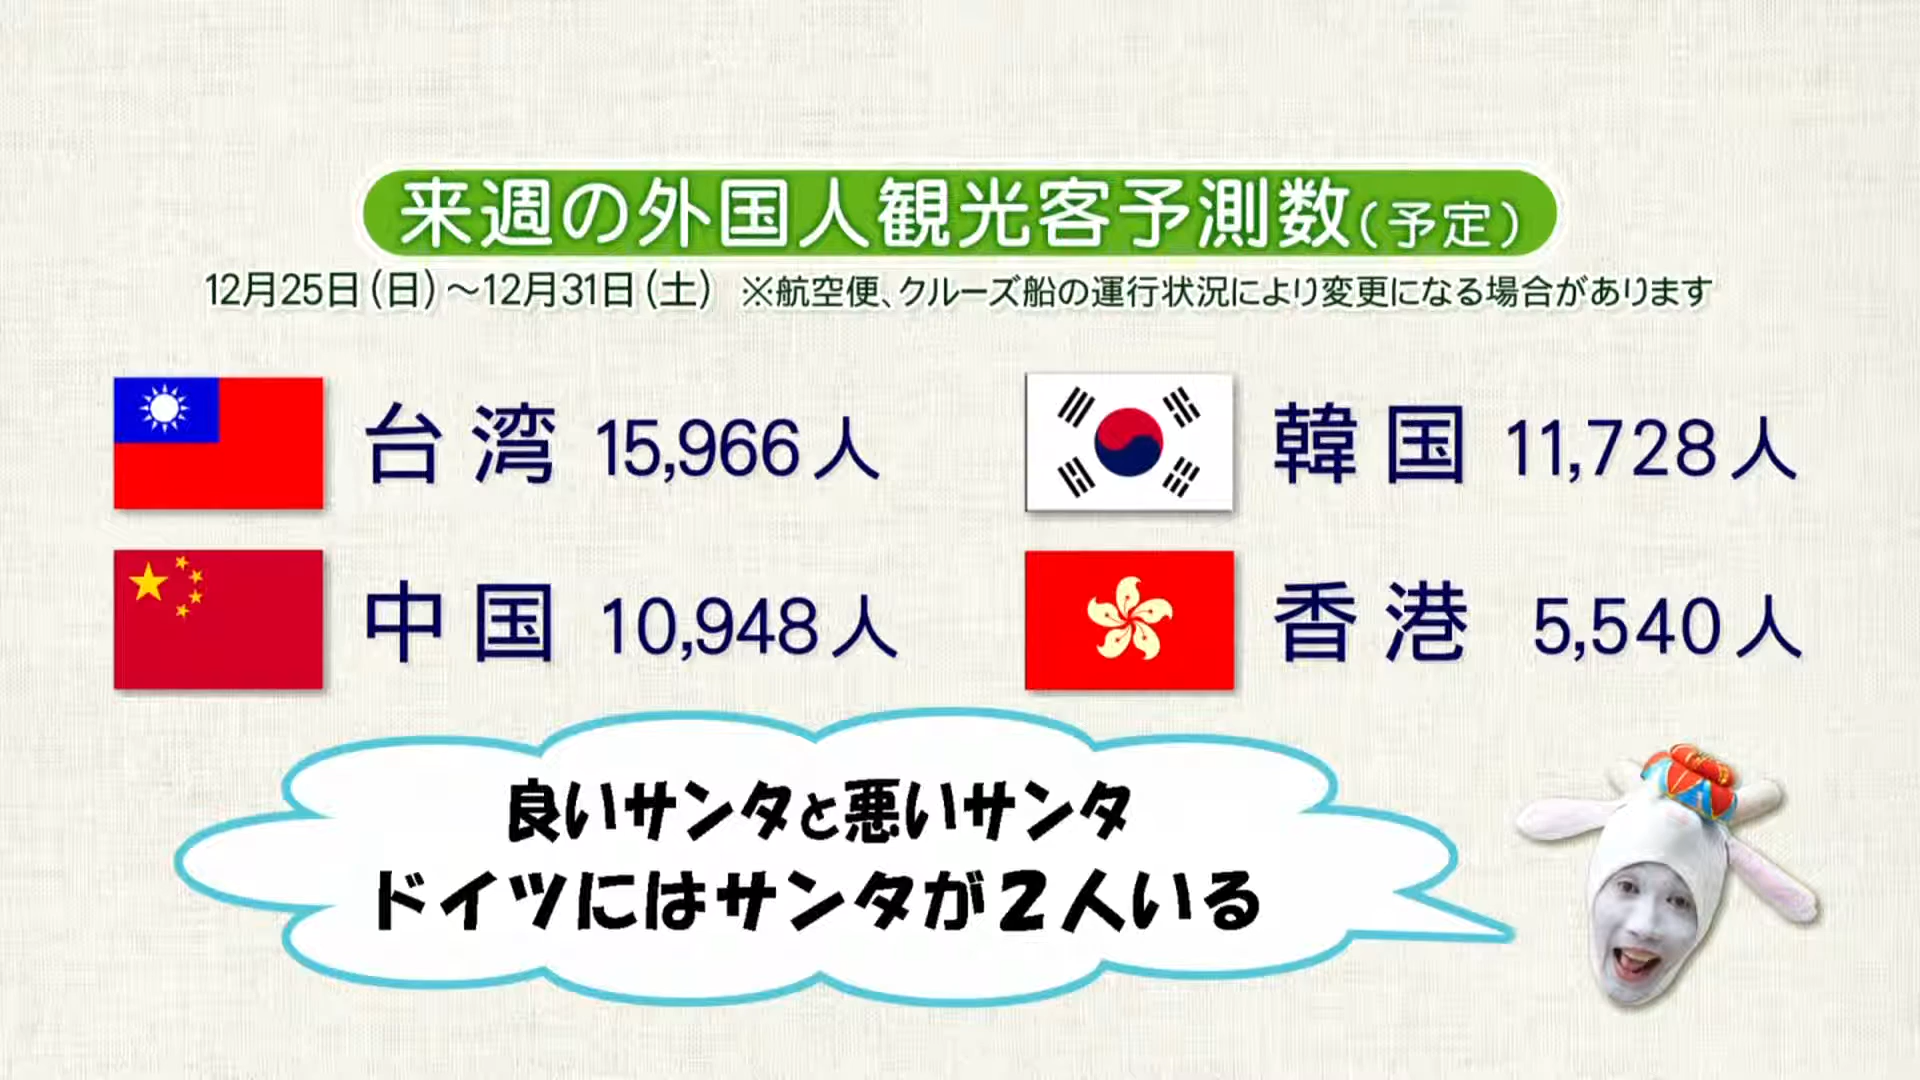 来週の外国人観光客予測数(予定)
12月25日(日)〜12月31日(土) ※航空便、クルーズ船の運行状況により変更になる場合があります
台湾 15,966人
韓国 11,728人
中国 10,948人
香港 5,540人
良いサンタと悪いサンタ
ドイツにはサンタが2人いる